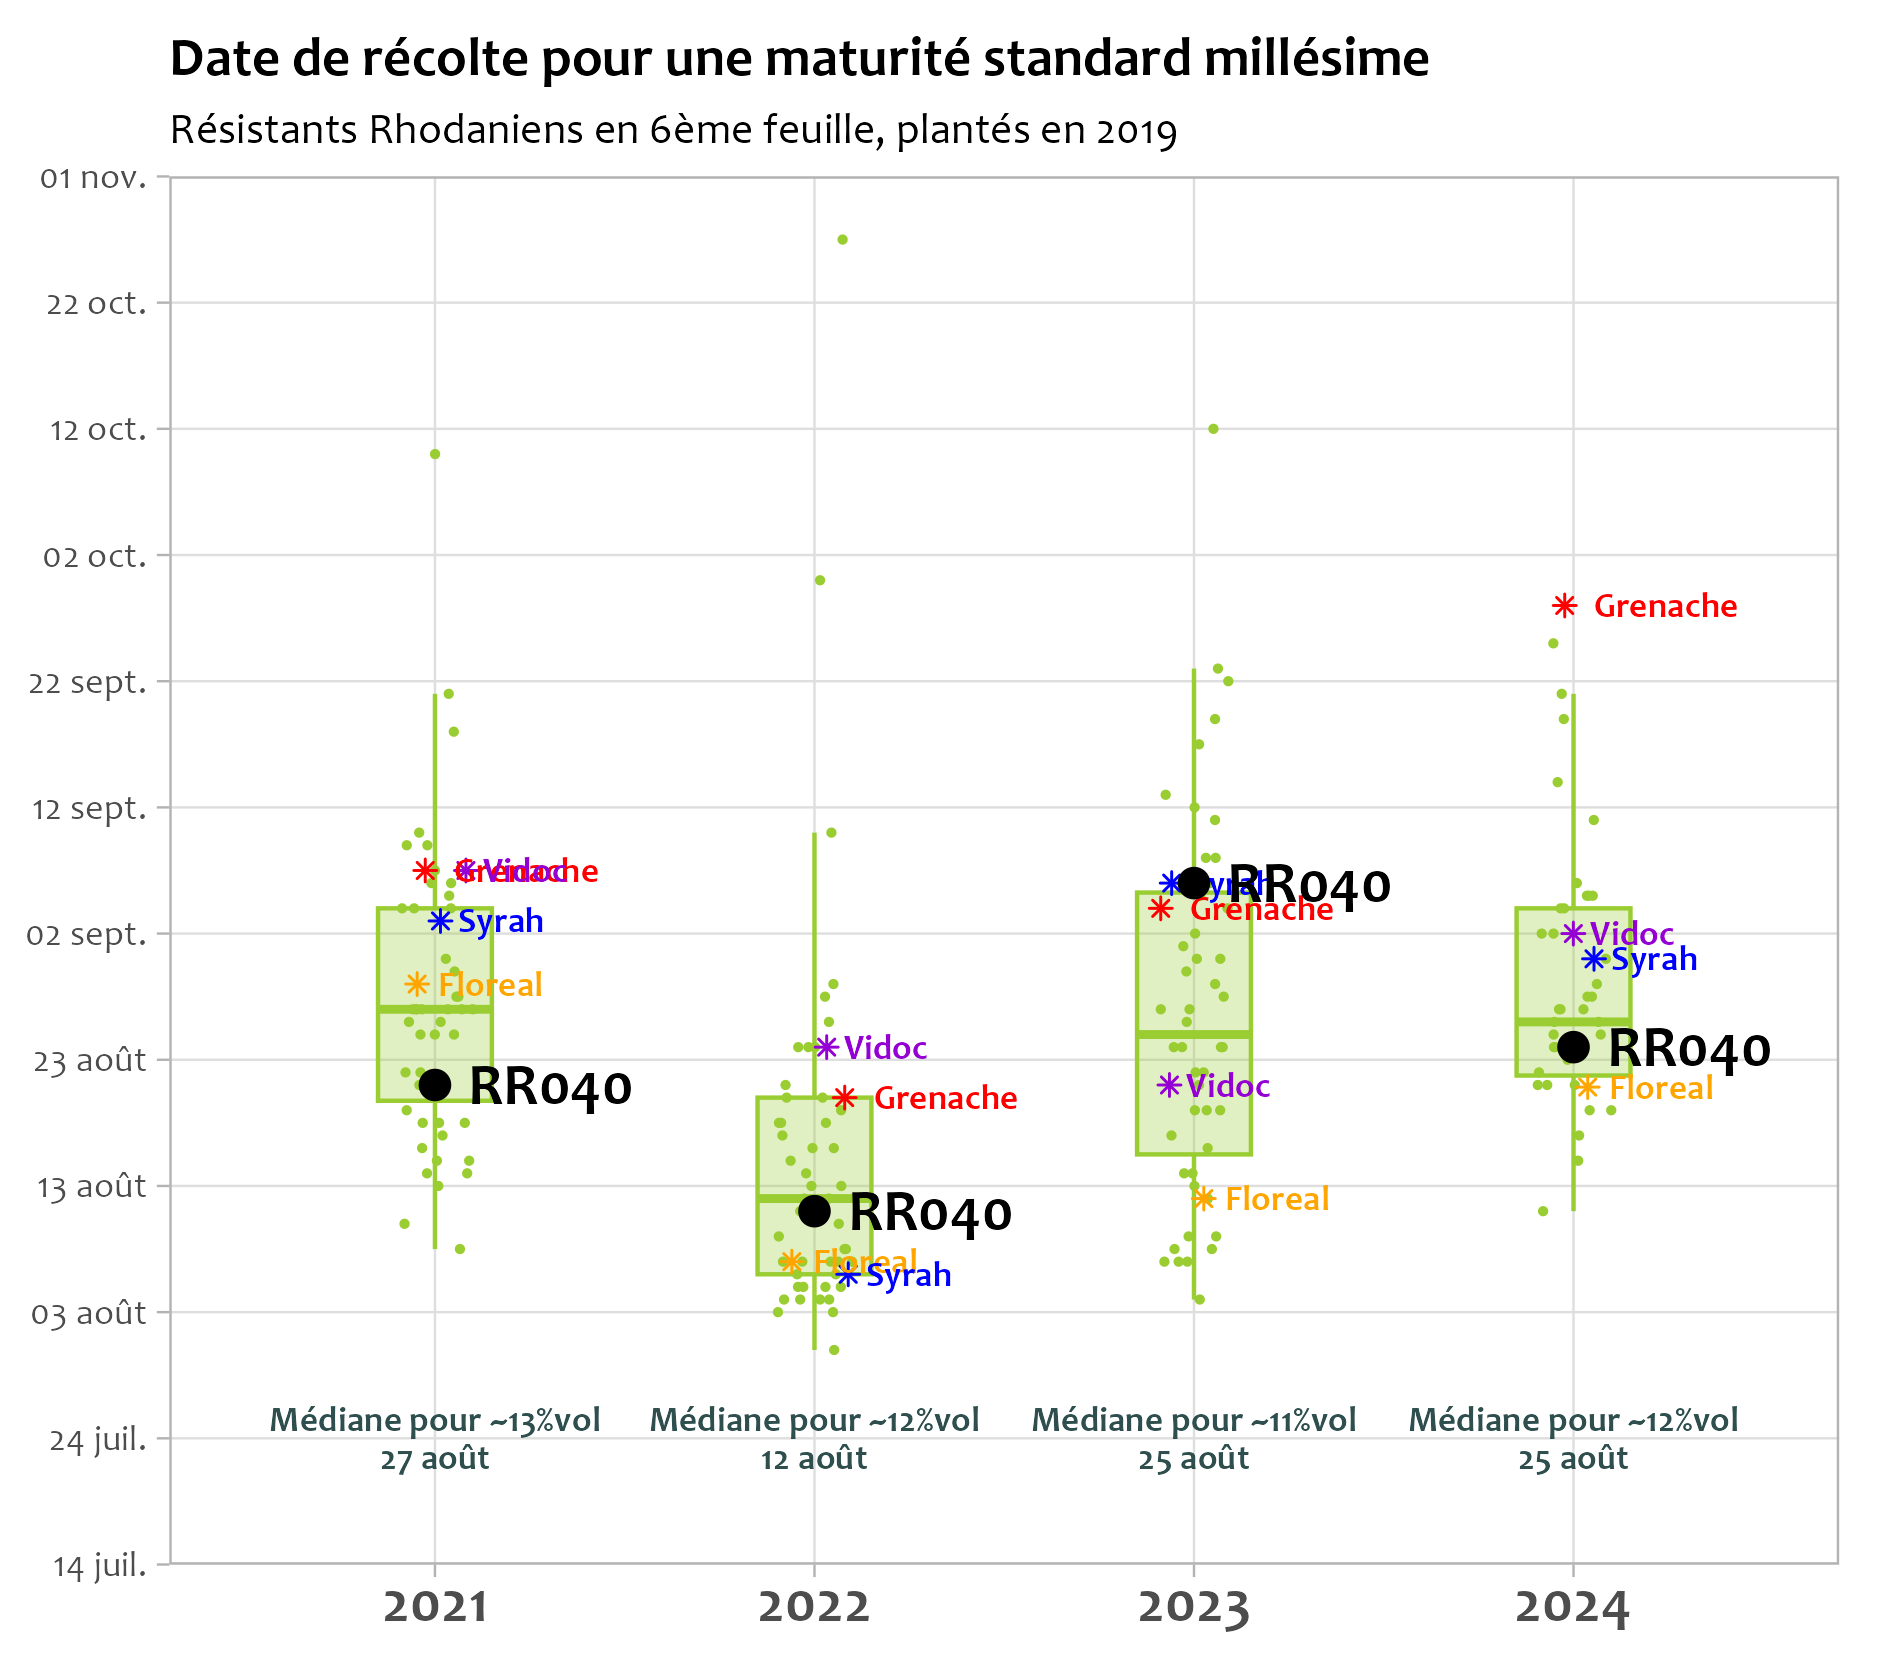 Date de récolte pour une maturité standard millésime
Résistants Rhodaniens en 6ème feuille, plantés en 2019
01 nov.
22 oct.
12 oct.
02 oct.
22 sept.
12 sept.
02 sept.
23 août
13 août
03 août
24 juil.
14 juil.
Grenache
Vidoc
Syrah
Floreal
RR040
Vidoc
Grenache
RR040
Floreal
Syrah
Syrah
RR040
Grenache
Vidoc
Floreal
Grenache
Vidoc
Syrah
RR040
Floreal
Médiane pour ~13%vol
27 août
Médiane pour ~12%vol
12 août
Médiane pour ~11%vol
25 août
Médiane pour ~12%vol
25 août
2021
2022
2023
2024